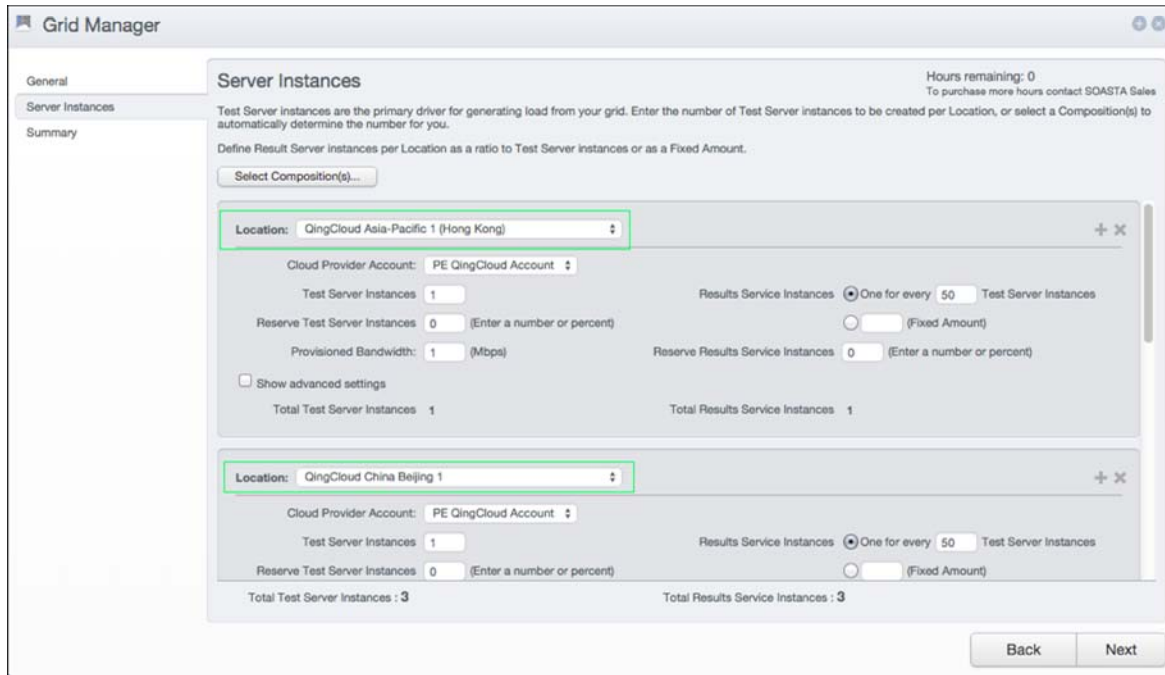 Grid Manager
General
Server Instances
Summary
Server Instances
Hours remaining: 0
To purchase more hours contact SOASTA Sales
Test Server instances are the primary driver for generating load from your grid. Enter the number of Test Server instances to be created per Location, or select a Composition(s) to
automatically determine the number for you.
Define Result Server instances per Location as a ratio to Test Server instances or as a Fixed Amount.
Select Composition(s)...
Location: QingCloud Asia-Pacific 1 (Hong Kong)
Cloud Provider Account: PE QingCloud Account
Test Server Instances 1 Results Service Instances One for every 50 Test Server Instances
Reserve Test Server Instances 0 (Enter a number or percent) (Fixed Amount)
Provisioned Bandwidth: 1 (Mbps) Reserve Results Service Instances 0 (Enter a number or percent)
Show advanced settings
Total Test Server Instances 1 Total Results Service Instances 1
Location: QingCloud China Beijing 1
Cloud Provider Account: PE QingCloud Account
Test Server Instances 1 Results Service Instances One for every 50 Test Server Instances
Reserve Test Server Instances 0 (Enter a number or percent) (Fixed Amount)
Total Test Server Instances : 3 Total Results Service Instances : 3
Back Next